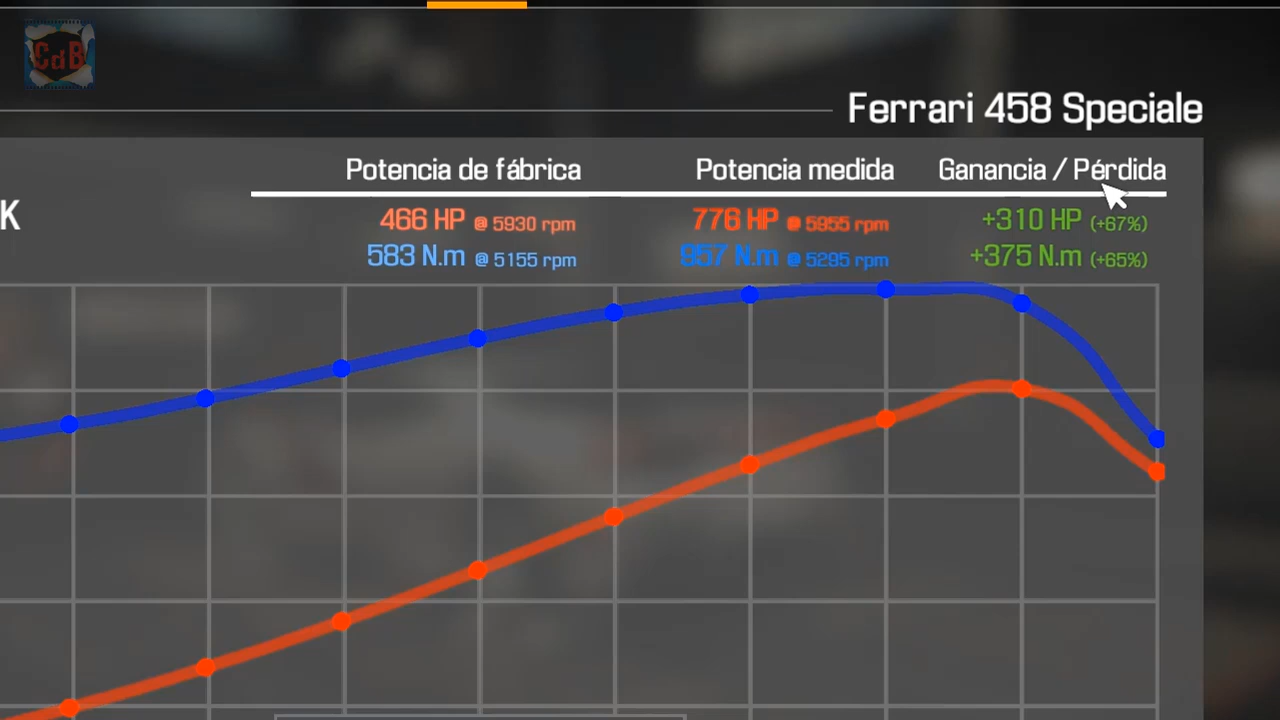 CdB
Ferrari 458 Speciale
Potencia de fábrica Potencia medida Ganancia / Pérdida
K
466 HP @ 5930 rpm 776 HP @ 5955 rpm +310 HP (+67%)
583 N.m @ 5155 rpm 957 N.m @ 5295 rpm +375 N.m (+65%)